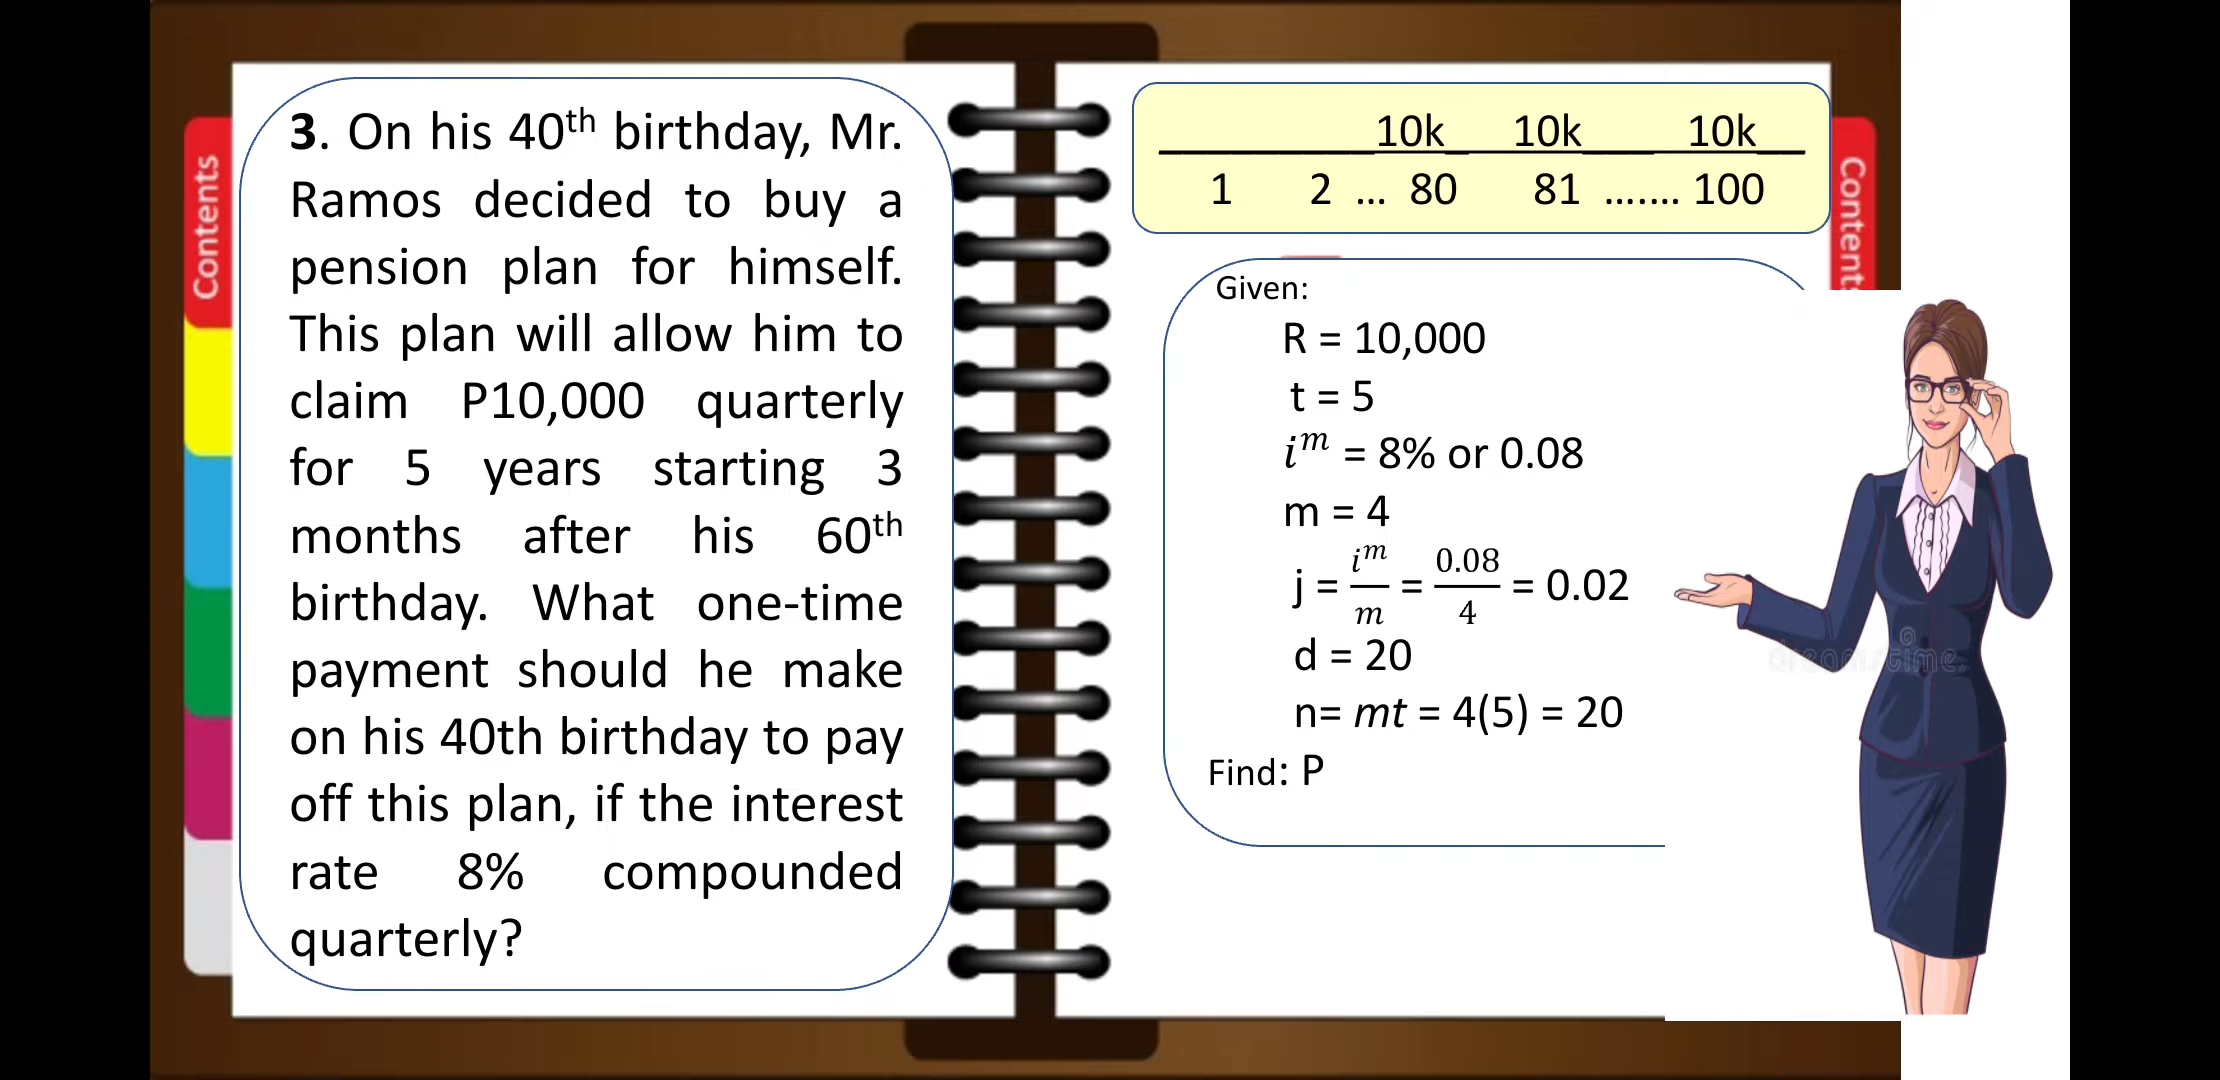 Contents
3. On his 40th birthday, Mr.
Ramos decided to buy a
pension plan for himself.
This plan will allow him to
claim P10,000 quarterly
for 5 years starting 3
months after his 60th
birthday. What one-time
payment should he make
on his 40th birthday to pay
off this plan, if the interest
rate 8% compounded
quarterly?
10k 10k 10k
1 2 ... 80 81 ....... 100
Contents
Given:
R = 10,000
t = 5
i^m = 8% or 0.08
m = 4
j = i^m/m = 0.08/4 = 0.02
d = 20
n= mt = 4(5) = 20
Find: P
dreamstime